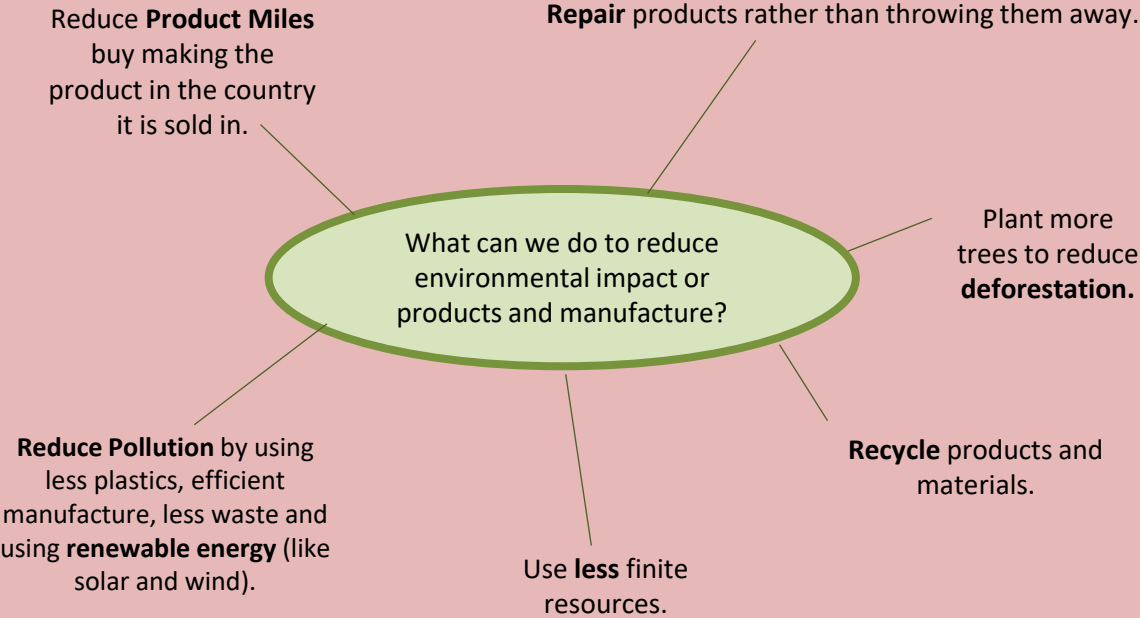 Reduce Product Miles
buy making the
product in the country
it is sold in.
Repair products rather than throwing them away.
What can we do to reduce
environmental impact or
products and manufacture?
Plant more
trees to reduce
deforestation.
Reduce Pollution by using
less plastics, efficient
manufacture, less waste and
using renewable energy (like
solar and wind).
Use less finite
resources.
Recycle products and
materials.